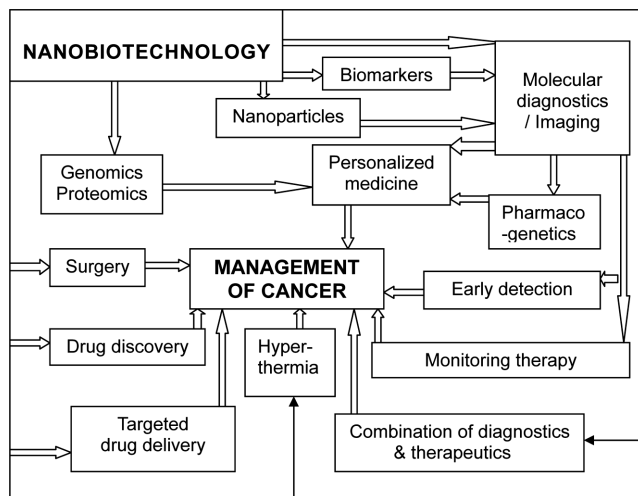 NANOBIOTECHNOLOGY
Biomarkers
Molecular
diagnostics
/ Imaging
Nanoparticles
Genomics
Proteomics
Personalized
medicine
Pharmaco
-genetics
Surgery
MANAGEMENT
OF CANCER
Early detection
Drug discovery
Hyper-
thermia
Monitoring therapy
Targeted
drug delivery
Combination of diagnostics
& therapeutics